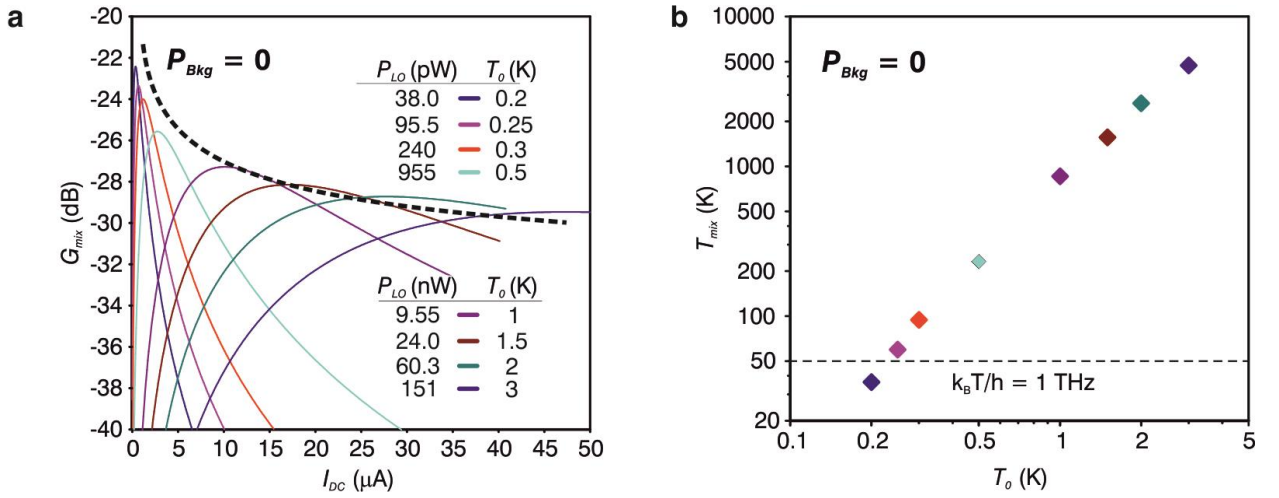 a
P_Bkg = 0
G_mix (dB)
-20
-22
-24
-26
-28
-30
-32
-34
-36
-38
-40
P_LO (pW) T_0 (K)
38.0 0.2
95.5 0.25
240 0.3
955 0.5
P_LO (nW) T_0 (K)
9.55 1
24.0 1.5
60.3 2
151 3
0 5 10 15 20 25 30 35 40 45 50
I_DC (μA)
b
P_Bkg = 0
T_mix (K)
10000
5000
2000
1000
500
200
100
50
20
k_BT/h = 1 THz
0.1 0.2 0.5 1 2 5
T_0 (K)